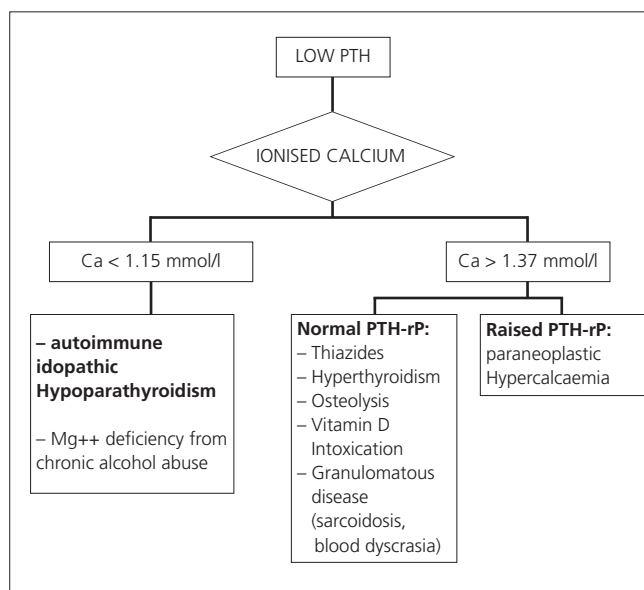 LOW PTH
IONISED CALCIUM
Ca < 1.15 mmol/l
Ca > 1.37 mmol/l
– autoimmune
idopathic
Hypoparathyroidism
– Mg++ deficiency from
chronic alcohol abuse
Normal PTH-rP:
– Thiazides
– Hyperthyroidism
– Osteolysis
– Vitamin D
Intoxication
– Granulomatous
disease
(sarcoidosis,
blood dyscrasia)
Raised PTH-rP:
paraneoplastic
Hypercalcaemia